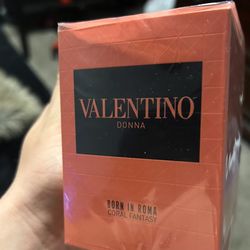 VALENTINO
DONNA
BORN IN ROMA
CORAL FANTASY